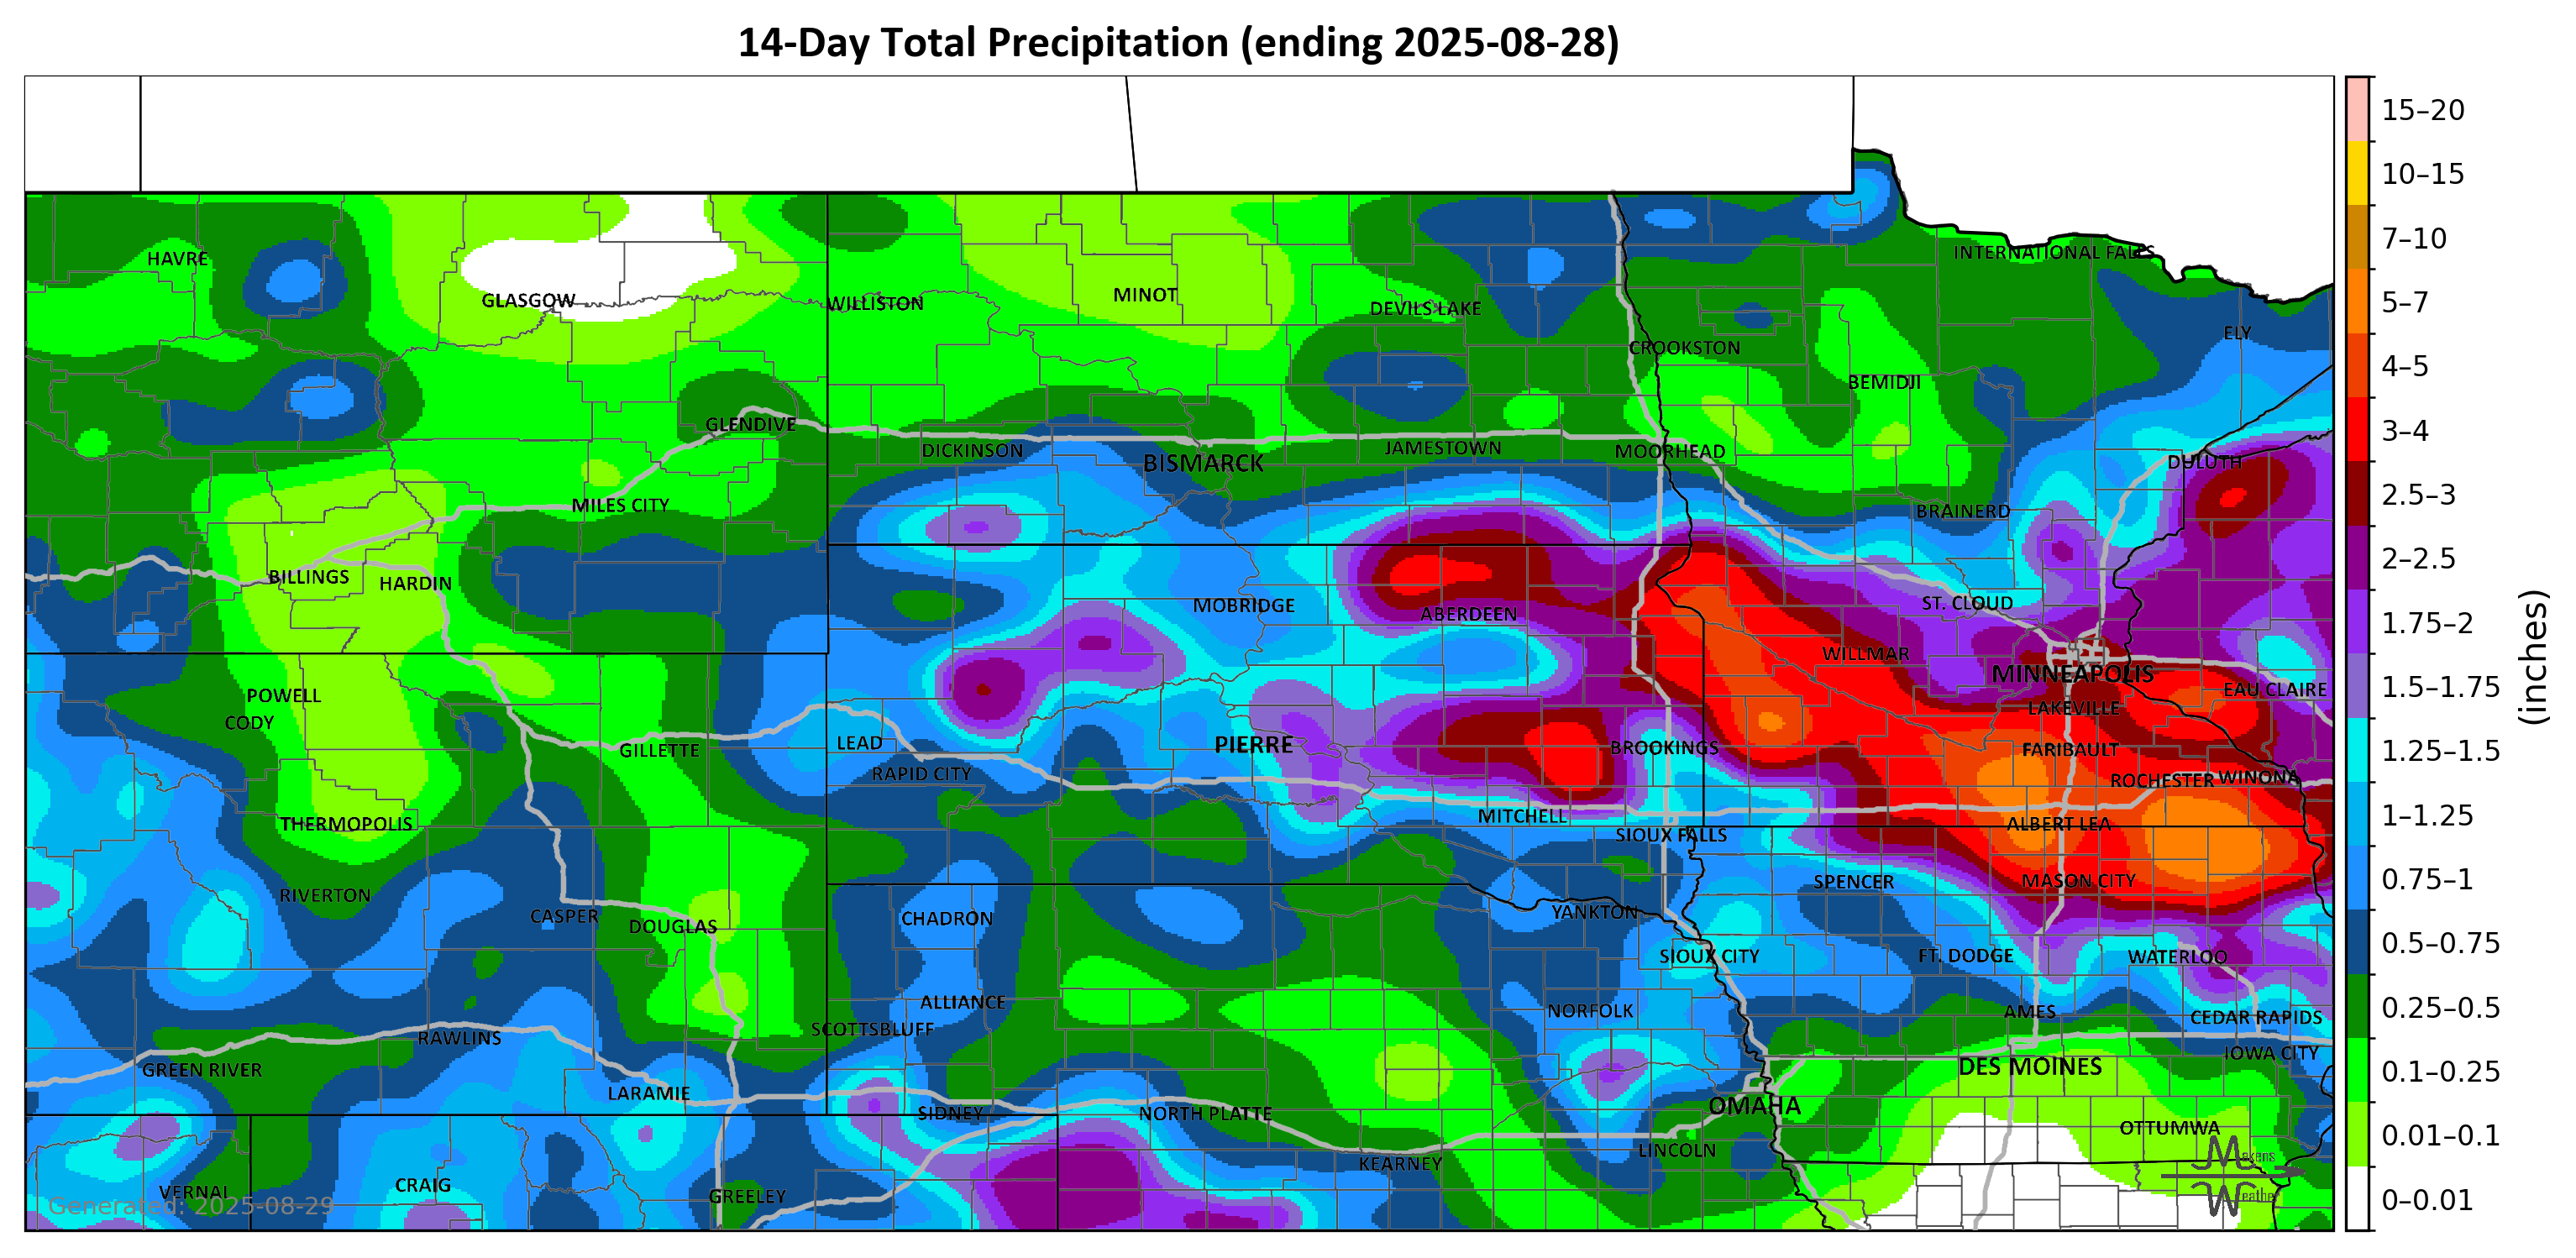 14-Day Total Precipitation (ending 2025-08-28)
15–20
10–15
7–10
5–7
4–5
3–4
2.5–3
2–2.5
1.75–2
1.5–1.75
1.25–1.5
1–1.25
0.75–1
0.5–0.75
0.25–0.5
0.1–0.25
0.01–0.1
0–0.01
(inches)
INTERNATIONAL FALLS
HAVRE
GLASGOW
WILLISTON
MINOT
DEVILS LAKE
ELY
CROOKSTON
BEMIDJI
GLENDIVE
DICKINSON
BISMARCK
JAMESTOWN
MOORHEAD
DULUTH
MILES CITY
BRAINERD
BILLINGS
HARDIN
MOBRIDGE
ABERDEEN
ST. CLOUD
WILLMAR
MINNEAPOLIS
POWELL
EAU CLAIRE
CODY
LAKEVILLE
GILLETTE
LEAD
PIERRE
BROOKINGS
FARIBAULT
RAPID CITY
ROCHESTER
WINONA
THERMOPOLIS
MITCHELL
ALBERT LEA
SIOUX FALLS
RIVERTON
SPENCER
MASON CITY
CASPER
DOUGLAS
CHADRON
YANKTON
SIOUX CITY
FT. DODGE
WATERLOO
ALLIANCE
NORFOLK
AMES
CEDAR RAPIDS
SCOTTSBLUFF
RAWLINS
IOWA CITY
GREEN RIVER
DES MOINES
LARAMIE
SIDNEY
NORTH PLATTE
OMAHA
OTTUMWA
LINCOLN
KEARNEY
Makens
Weather
VERNAL
CRAIG
GREELEY
Generated: 2025-08-29